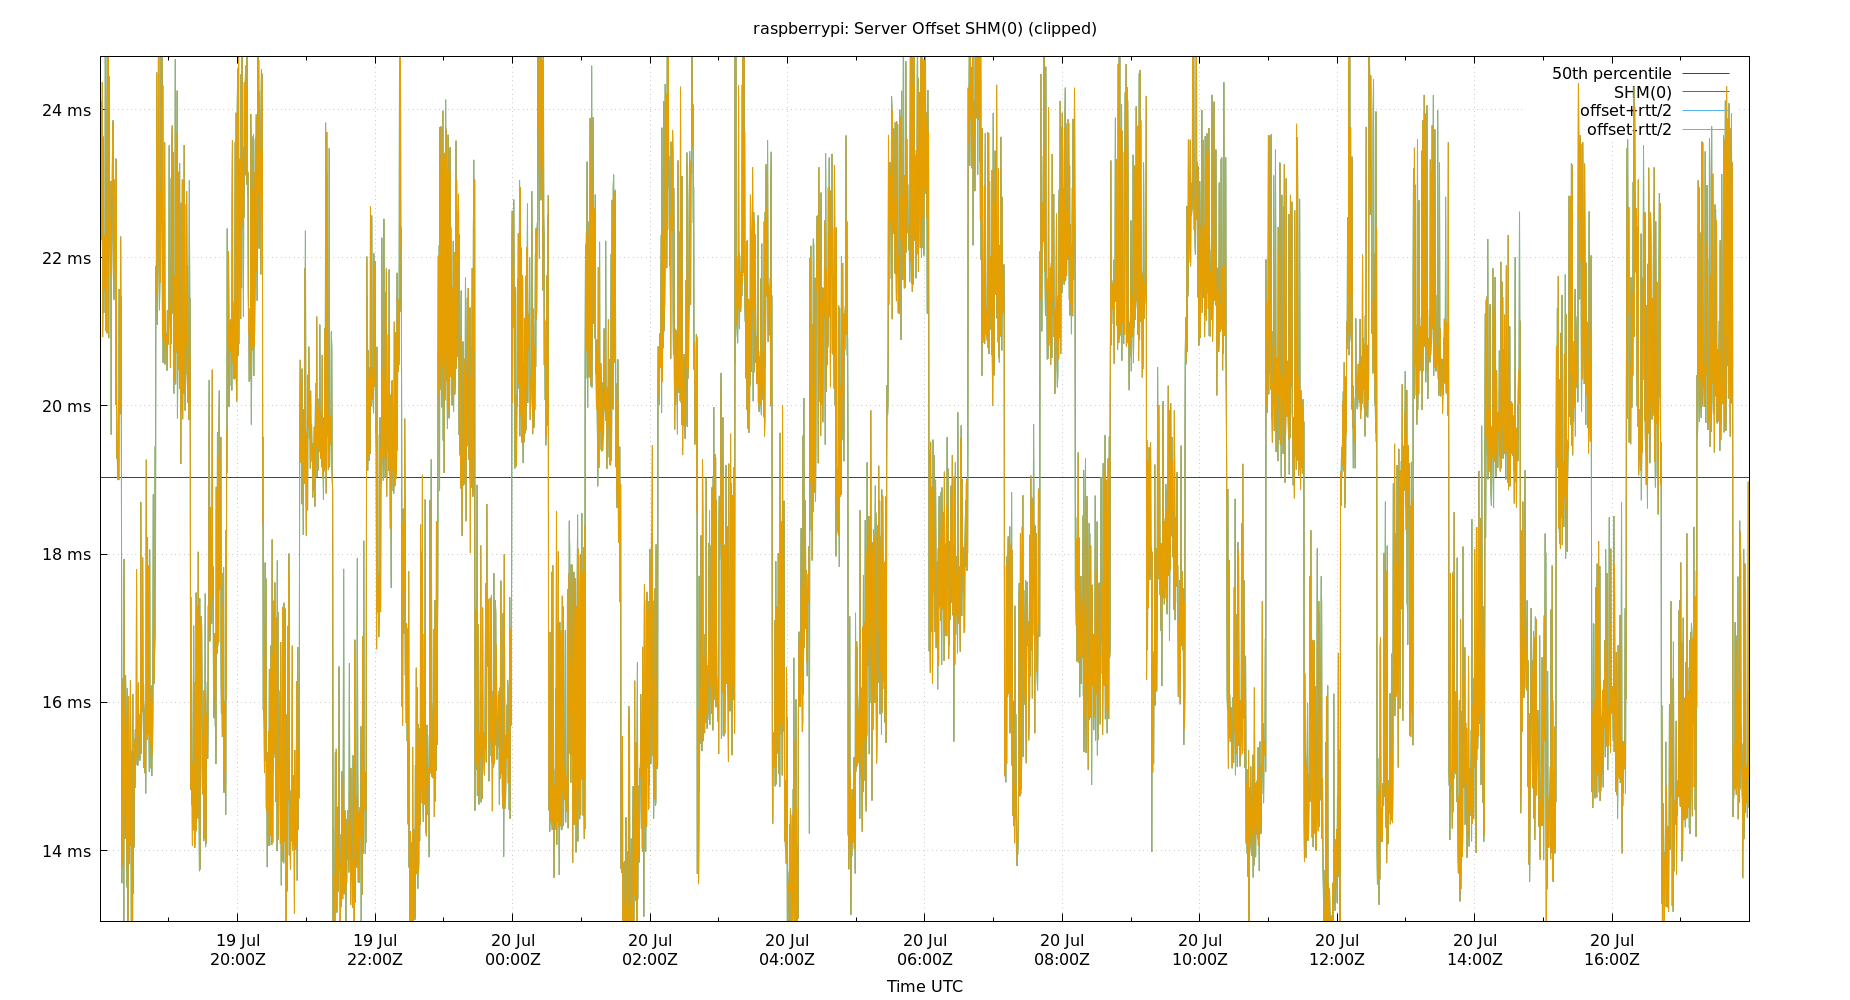 raspberrypi: Server Offset SHM(0) (clipped)
50th percentile
SHM(0)
offset+rtt/2
offset-rtt/2
24 ms
22 ms
20 ms
18 ms
16 ms
14 ms
19 Jul 19 Jul 20 Jul 20 Jul 20 Jul 20 Jul 20 Jul 20 Jul 20 Jul 20 Jul 20 Jul
20:00Z 22:00Z 00:00Z 02:00Z 04:00Z 06:00Z 08:00Z 10:00Z 12:00Z 14:00Z 16:00Z
Time UTC